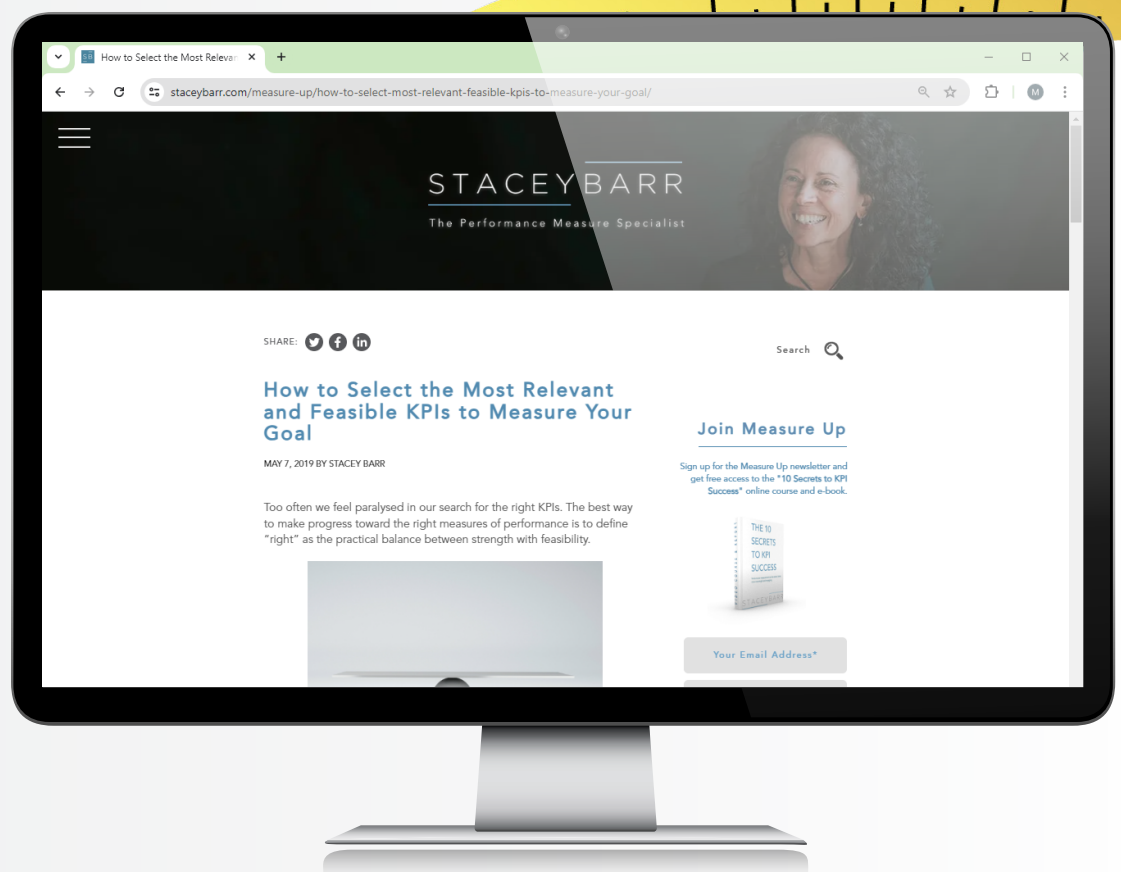 SB
How to Select the Most Relevan
staceybarr.com/measure-up/how-to-select-most-relevant-feasible-kpis-to-measure-your-goal/
M
STACEYBARR
The Performance Measure Specialist
SHARE:
Search
How to Select the Most Relevant
and Feasible KPIs to Measure Your
Goal
MAY 7, 2019 BY STACEY BARR
Too often we feel paralysed in our search for the right KPIs. The best way
to make progress toward the right measures of performance is to define
“right” as the practical balance between strength with feasibility.
Join Measure Up
Sign up for the Measure Up newsletter and
get free access to the "10 Secrets to KPI
Success" online course and e-book.
THE 10
SECRETS
TO KPI
SUCCESS
STACEYBARR
Your Email Address*